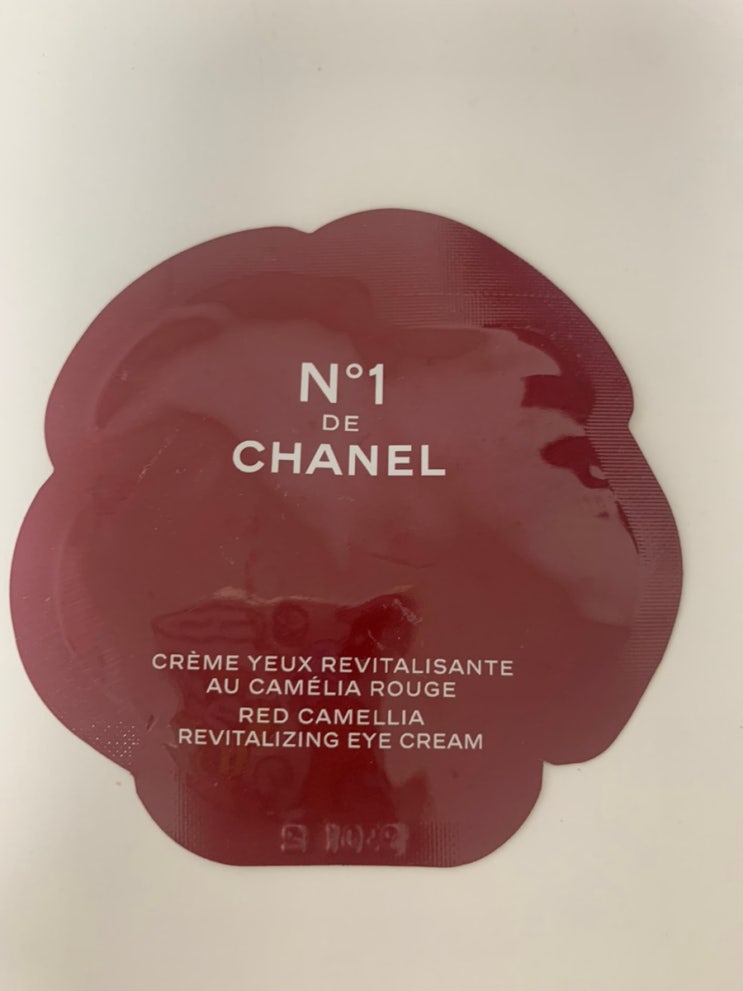 N°1
DE
CHANEL
CRÈME YEUX REVITALISANTE
AU CAMÉLIA ROUGE
RED CAMELLIA
REVITALIZING EYE CREAM